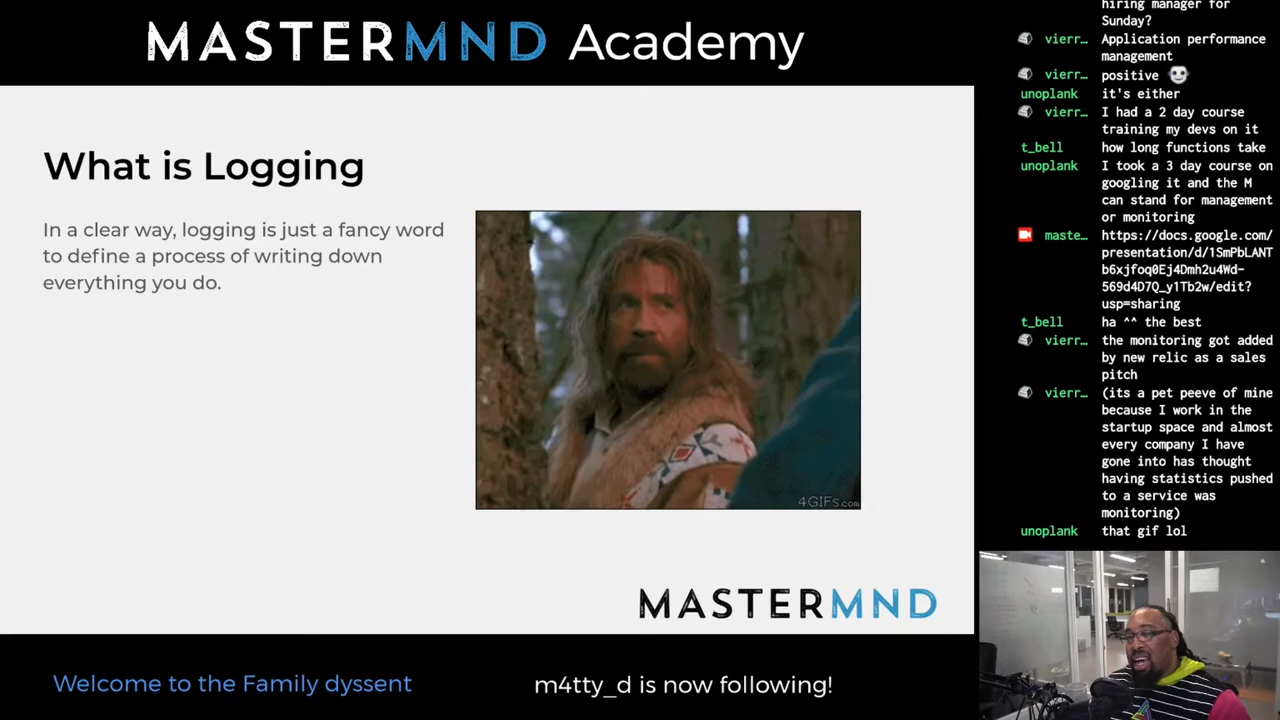 MASTERMND Academy
What is Logging
In a clear way, logging is just a fancy word
to define a process of writing down
everything you do.
4GIFs.com
MASTERMND
Welcome to the Family dyssent
m4tty_d is now following!
hiring manager for
Sunday?
vierr… Application performance
management
vierr… positive
unoplank it's either
vierr… I had a 2 day course
training my devs on it
t_bell how long functions take
unoplank I took a 3 day course on
googling it and the M
can stand for management
or monitoring
maste… https://docs.google.com/
presentation/d/1SmPbLANT
b6xjfoq0Ej4Dmh2u4Wd-
569d4D7Q_y1Tb2w/edit?
usp=sharing
t_bell ha ^^ the best
vierr… the monitoring got added
by new relic as a sales
pitch
vierr… (its a pet peeve of mine
because I work in the
startup space and almost
every company I have
gone into has thought
having statistics pushed
to a service was
monitoring)
unoplank that gif lol